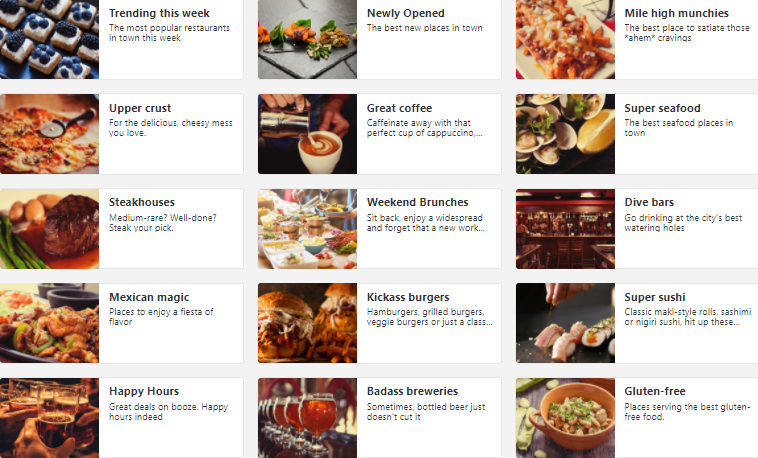 Trending this week
The most popular restaurants
in town this week
Newly Opened
The best new places in town
Mile high munchies
The best place to satiate those
*ahem* cravings
Upper crust
For the delicious, cheesy mess
you love.
Great coffee
Caffeinate away with that
perfect cup of cappuccino,...
Super seafood
The best seafood places in
town
Steakhouses
Medium-rare? Well-done?
Steak your pick.
Weekend Brunches
Sit back, enjoy a widespread
and forget that a new work...
Dive bars
Go drinking at the city's best
watering holes
Mexican magic
Places to enjoy a fiesta of
flavor
Kickass burgers
Hamburgers, grilled burgers,
veggie burgers or just a class...
Super sushi
Classic maki-style rolls, sashimi
or nigiri sushi, hit up these...
Happy Hours
Great deals on booze. Happy
hours indeed
Badass breweries
Sometimes, bottled beer just
doesn't cut it
Gluten-free
Places serving the best gluten-
free food.